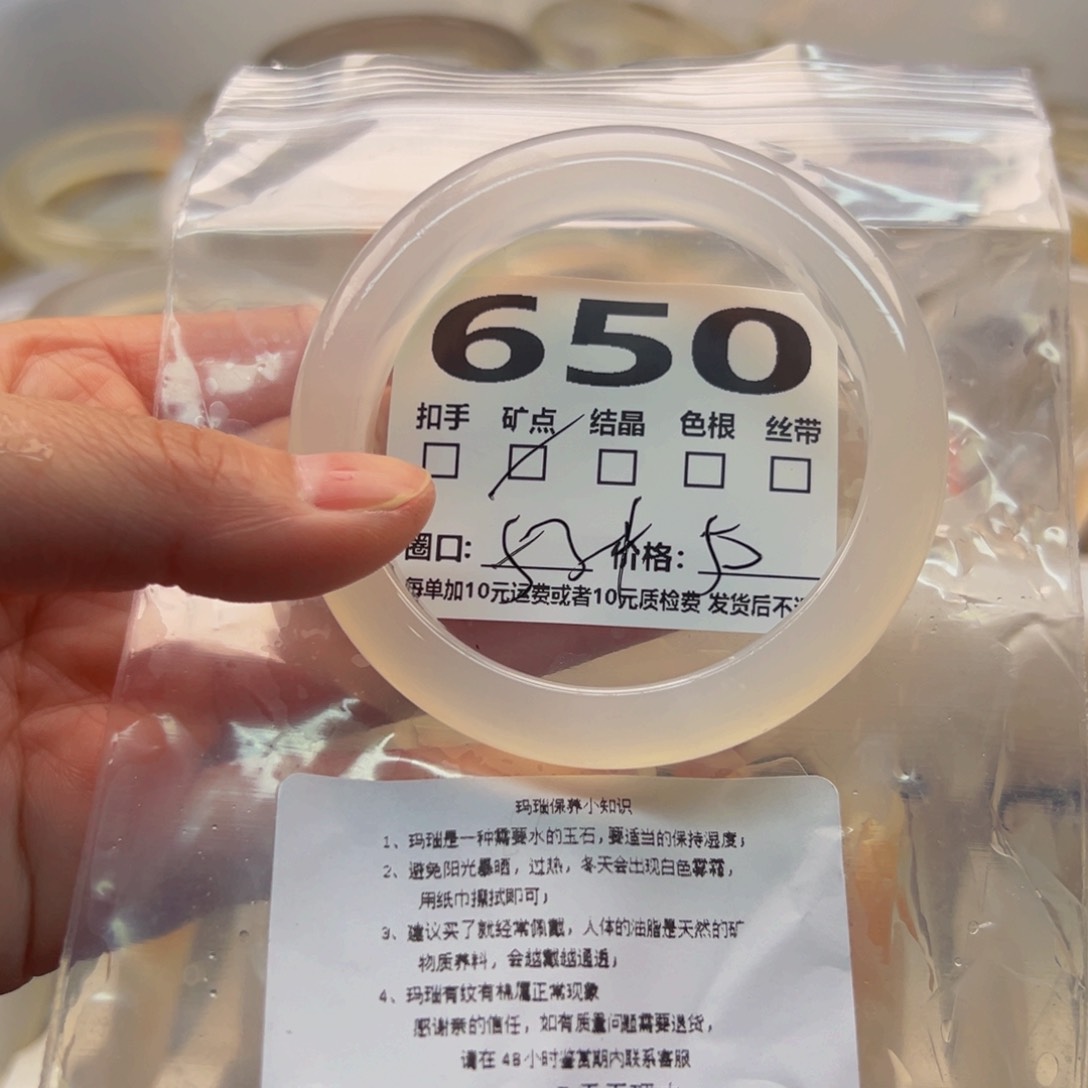 650
扣手 矿点 结晶 色根 丝带
圈口: 价格:
每单加10元运费或者10元质检费 发货后不
玛瑙保养小知识
1、玛瑙是一种需要水的玉石，要适当的保持湿度；
2、避免阳光暴晒，过热，冬天会出现白色雾霜，
用纸巾擦拭即可；
3、建议买了就经常佩戴，人体的油脂是天然的矿
物质养料，会越戴越通透；
4、玛瑙有纹有棉属正常现象
感谢亲的信任，如有质量问题需要退货，
请在48小时鉴赏期内联系客服